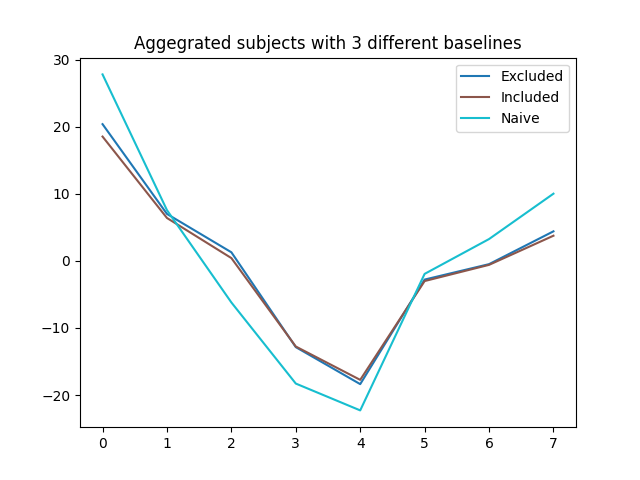 Aggegrated subjects with 3 different baselines
Excluded
Included
Naive
30
20
10
0
−10
−20
0 1 2 3 4 5 6 7